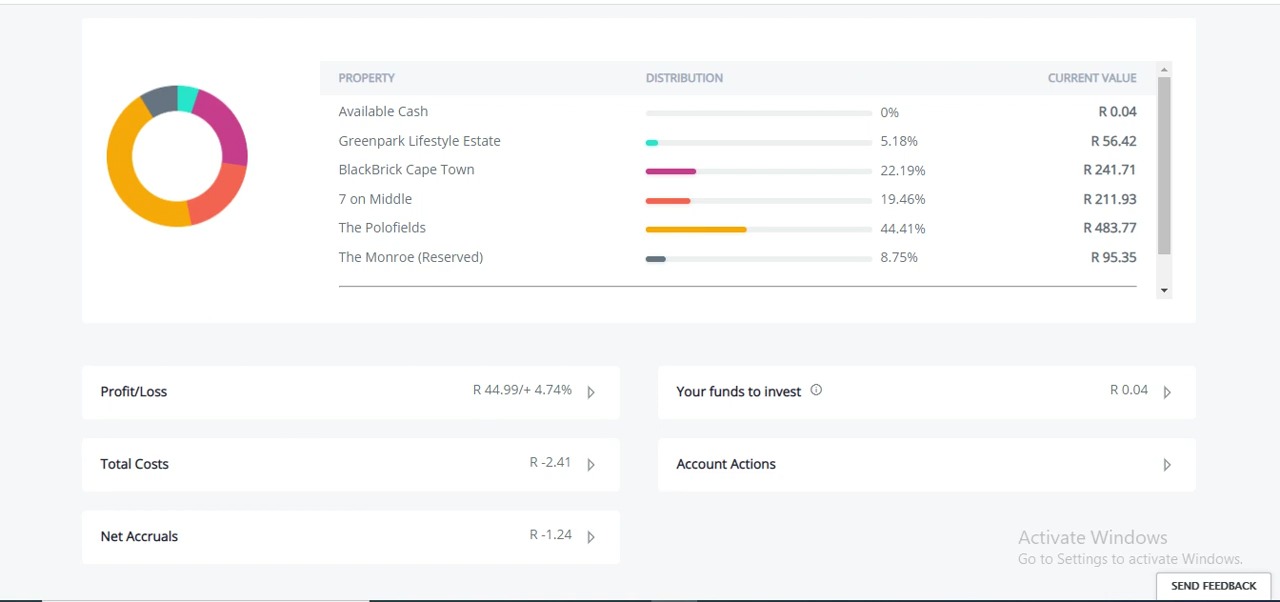 PROPERTY DISTRIBUTION CURRENT VALUE
Available Cash 0% R 0.04
Greenpark Lifestyle Estate 5.18% R 56.42
BlackBrick Cape Town 22.19% R 241.71
7 on Middle 19.46% R 211.93
The Polofields 44.41% R 483.77
The Monroe (Reserved) 8.75% R 95.35
Profit/Loss R 44.99/+ 4.74%
Your funds to invest R 0.04
Total Costs R -2.41
Account Actions
Net Accruals R -1.24
Activate Windows
Go to Settings to activate Windows.
SEND FEEDBACK